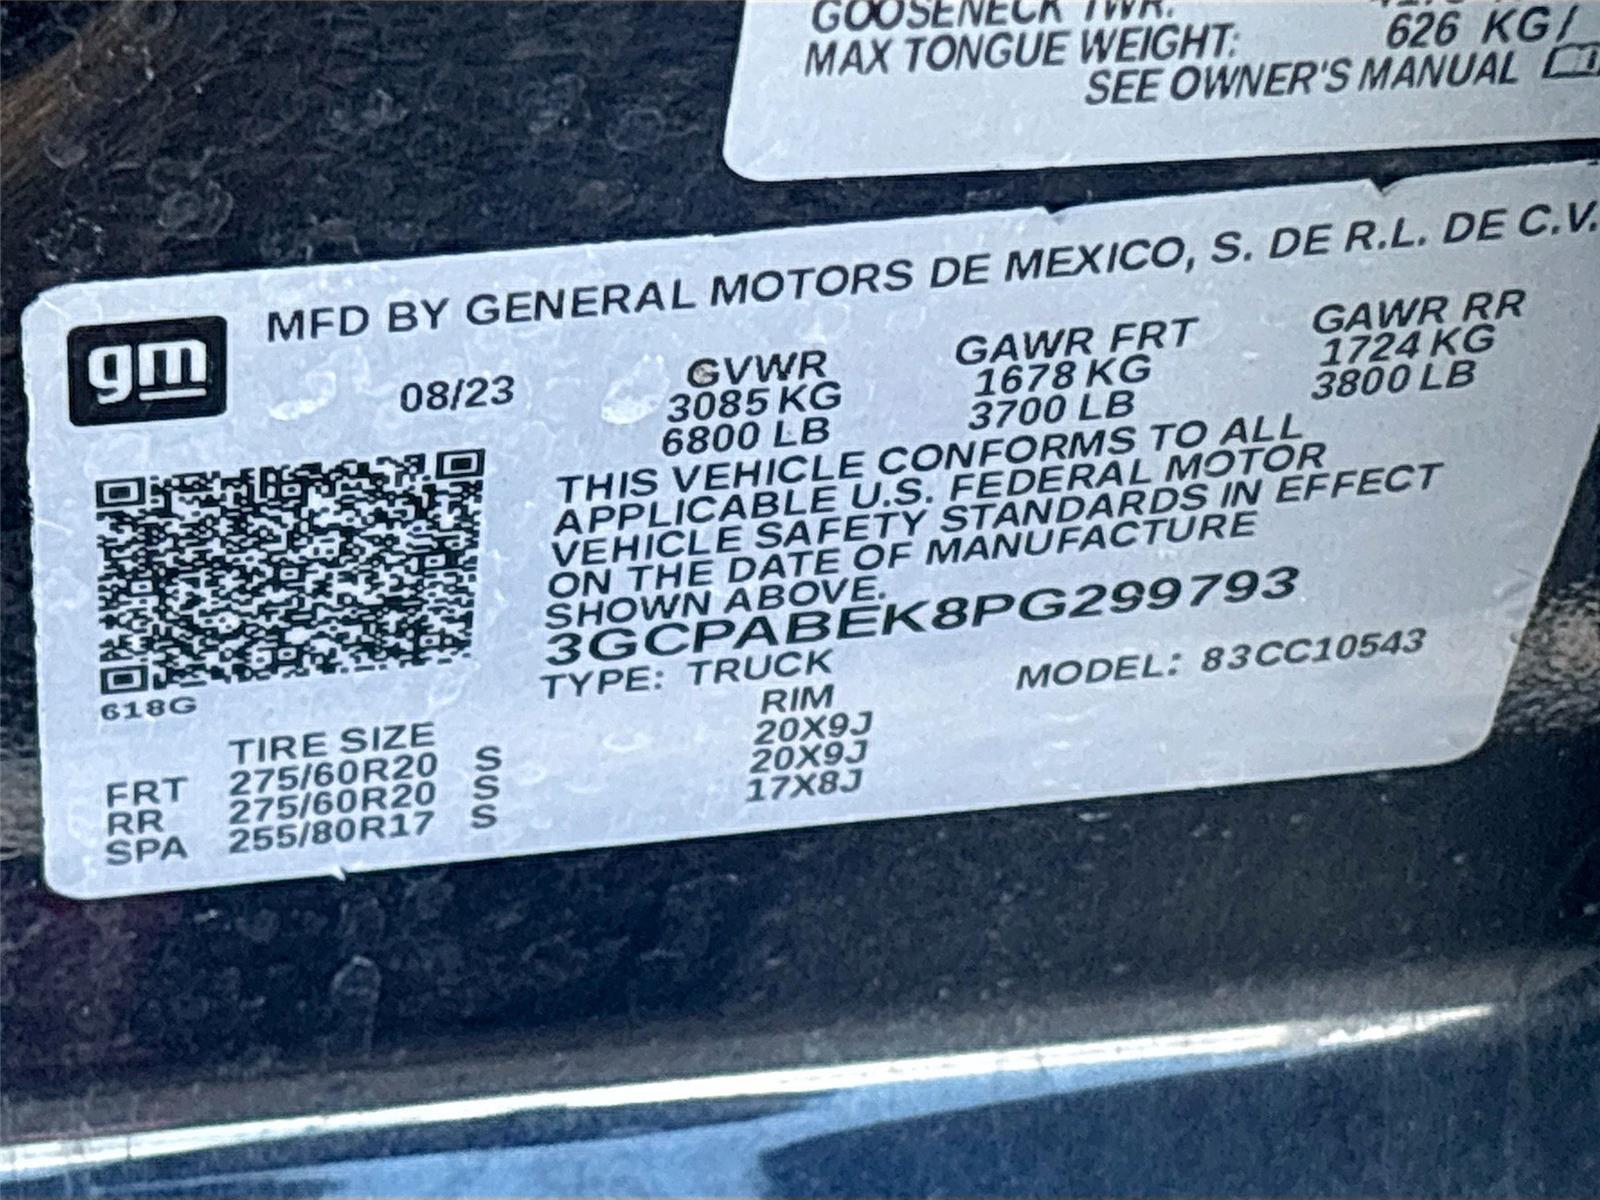 GOOSENECK TWR:
MAX TONGUE WEIGHT: 626 KG/
SEE OWNER'S MANUAL
gm
MFD BY GENERAL MOTORS DE MEXICO, S. DE R.L. DE C.V.
08/23 GVWR GAWR FRT GAWR RR
3085 KG 1678 KG 1724 KG
6800 LB 3700 LB 3800 LB
THIS VEHICLE CONFORMS TO ALL
APPLICABLE U.S. FEDERAL MOTOR
VEHICLE SAFETY STANDARDS IN EFFECT
ON THE DATE OF MANUFACTURE
SHOWN ABOVE.
3GCPABEK8PG299793
TYPE: TRUCK MODEL: 83CC10543
618G
TIRE SIZE RIM
FRT 275/60R20 S 20X9J
RR 275/60R20 S 20X9J
SPA 255/80R17 S 17X8J